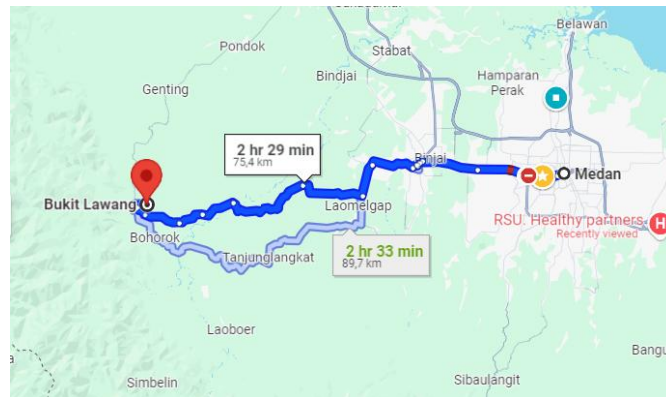 Belawan
Pondok
Stabat
Bindjai
Hamparan
Perak
Genting
2 hr 29 min
75,4 km
Binjai
Medan
Bukit Lawang
Laomelgap
RSU. Healthy partners
Recently viewed
H
Bohorok
2 hr 33 min
89,7 km
Tanjunglangkat
Laoboer
Bangu
Simbelin
Sibaulangit